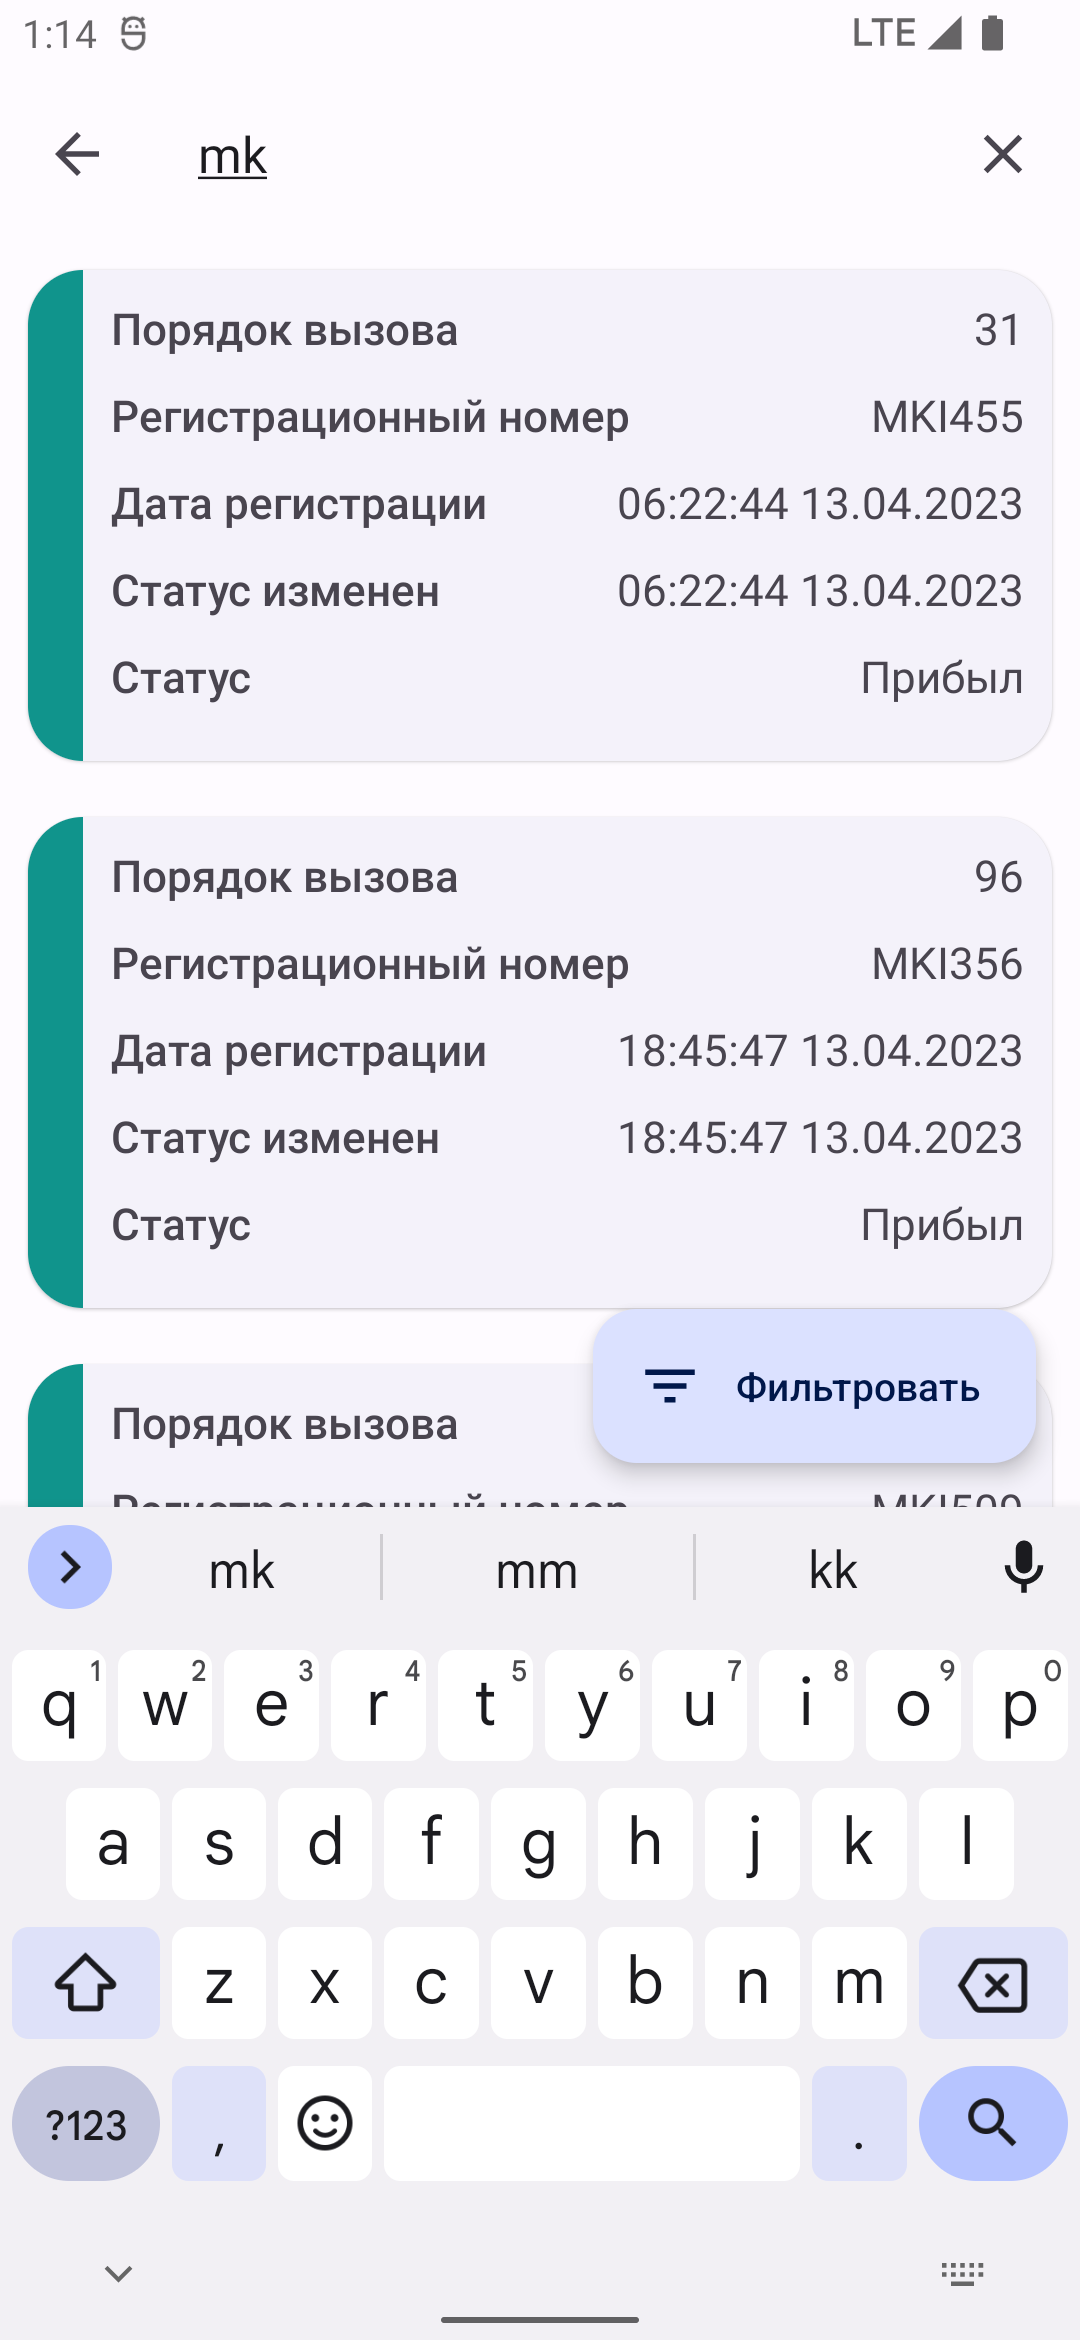 1:14 LTE
mk
Порядок вызова 31
Регистрационный номер MKI455
Дата регистрации 06:22:44 13.04.2023
Статус изменен 06:22:44 13.04.2023
Статус Прибыл
Порядок вызова 96
Регистрационный номер MKI356
Дата регистрации 18:45:47 13.04.2023
Статус изменен 18:45:47 13.04.2023
Статус Прибыл
Порядок вызова
Фильтровать
Регистрационный номер
mk mm kk
q 1 w 2 e 3 r 4 t 5 y 6 u 7 i 8 o 9 p 0
a s d f g h j k l
z x c v b n m
?123 , .